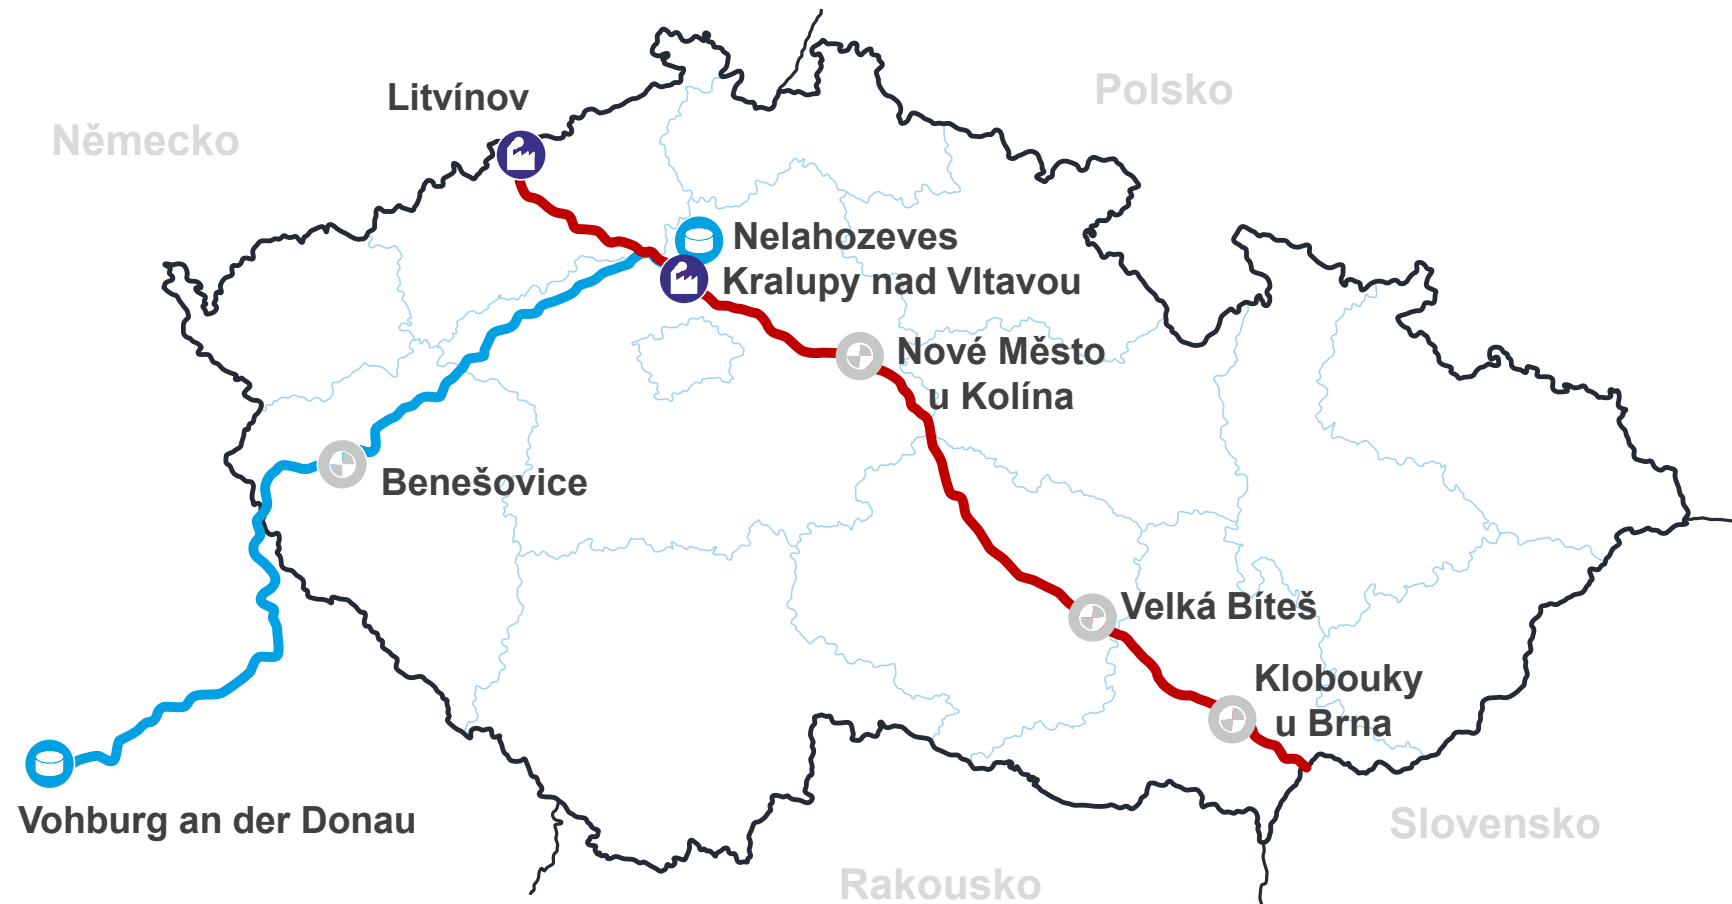 Litvínov
Polsko
Německo
Nelahozeves
Kralupy nad Vltavou
Nové Město
u Kolína
Benešovice
Velká Bíteš
Klobouky
u Brna
Vohburg an der Donau
Slovensko
Rakousko